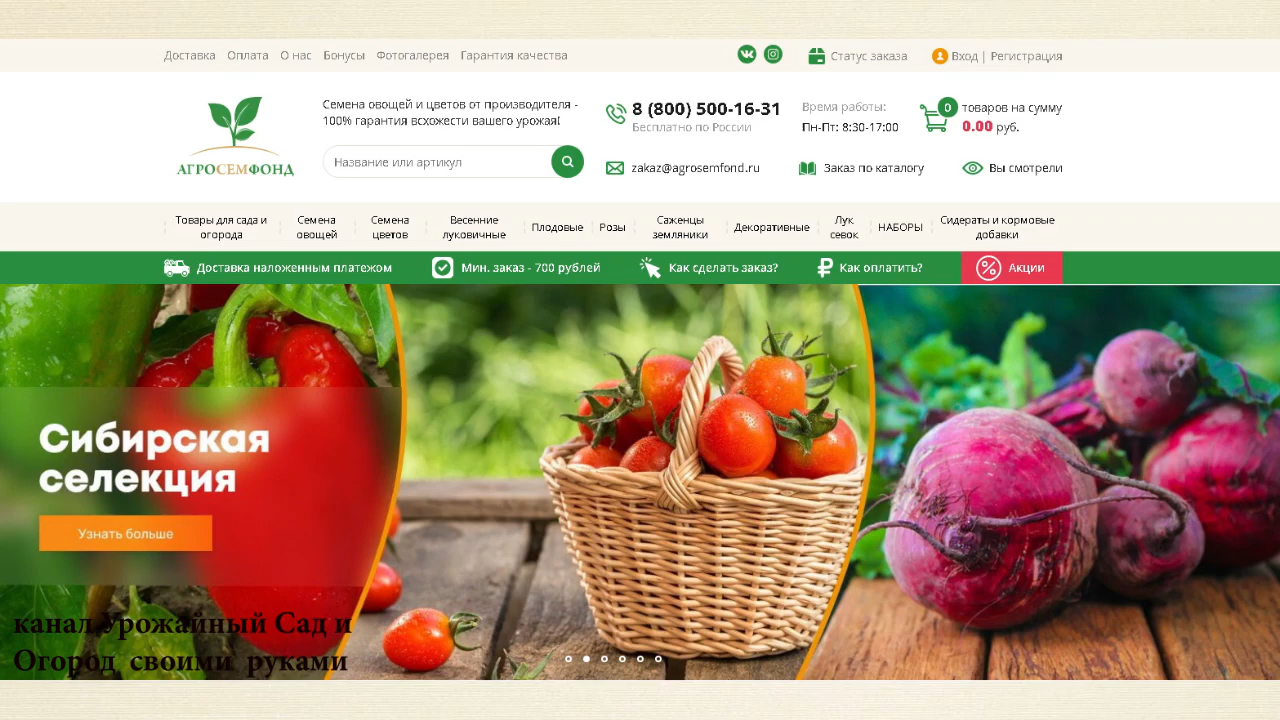 Доставка Оплата О нас Бонусы Фотогалерея Гарантия качества Статус заказа Вход | Регистрация
АГРОСЕМФОНД
Семена овощей и цветов от производителя -
100% гарантия всхожести вашего урожая!
Название или артикул
8 (800) 500-16-31
Бесплатно по России
Время работы:
Пн-Пт: 8:30-17:00
0 товаров на сумму
0.00 руб.
zakaz@agrosemfond.ru Заказ по каталогу Вы смотрели
Товары для сада и
огорода
Семена
овощей
Семена
цветов
Весенние
луковичные
Плодовые
Розы
Саженцы
земляники
Декоративные
Лук
севок
НАБОРЫ
Сидераты и кормовые
добавки
Доставка наложенным платежом Мин. заказ - 700 рублей Как сделать заказ? Как оплатить? Акции
Сибирская
селекция
Узнать больше
канал Урожайный Сад и
Огород своими руками